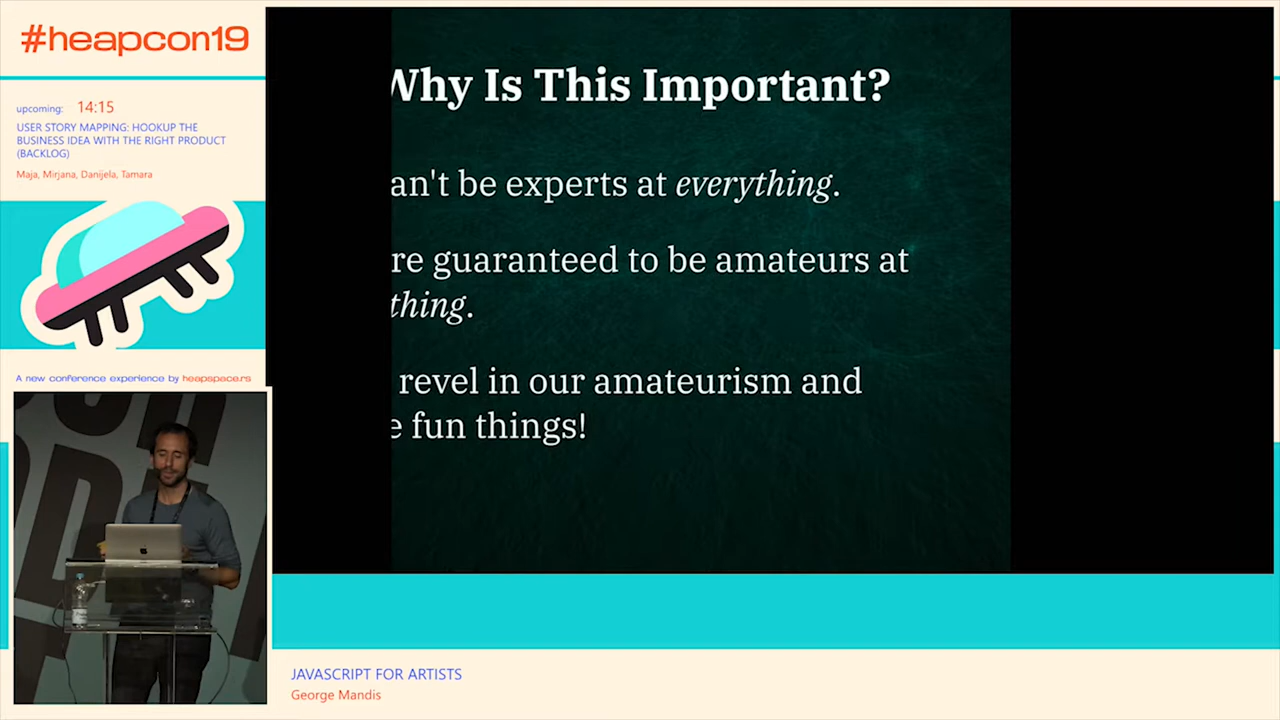 #heapcon19
upcoming: 14:15
USER STORY MAPPING: HOOKUP THE
BUSINESS IDEA WITH THE RIGHT PRODUCT
(BACKLOG)
Maja, Mirjana, Danijela, Tamara
A new conference experience by heapspace.rs
Why Is This Important?
an't be experts at everything.
re guaranteed to be amateurs at
thing.
revel in our amateurism and
e fun things!
JAVASCRIPT FOR ARTISTS
George Mandis